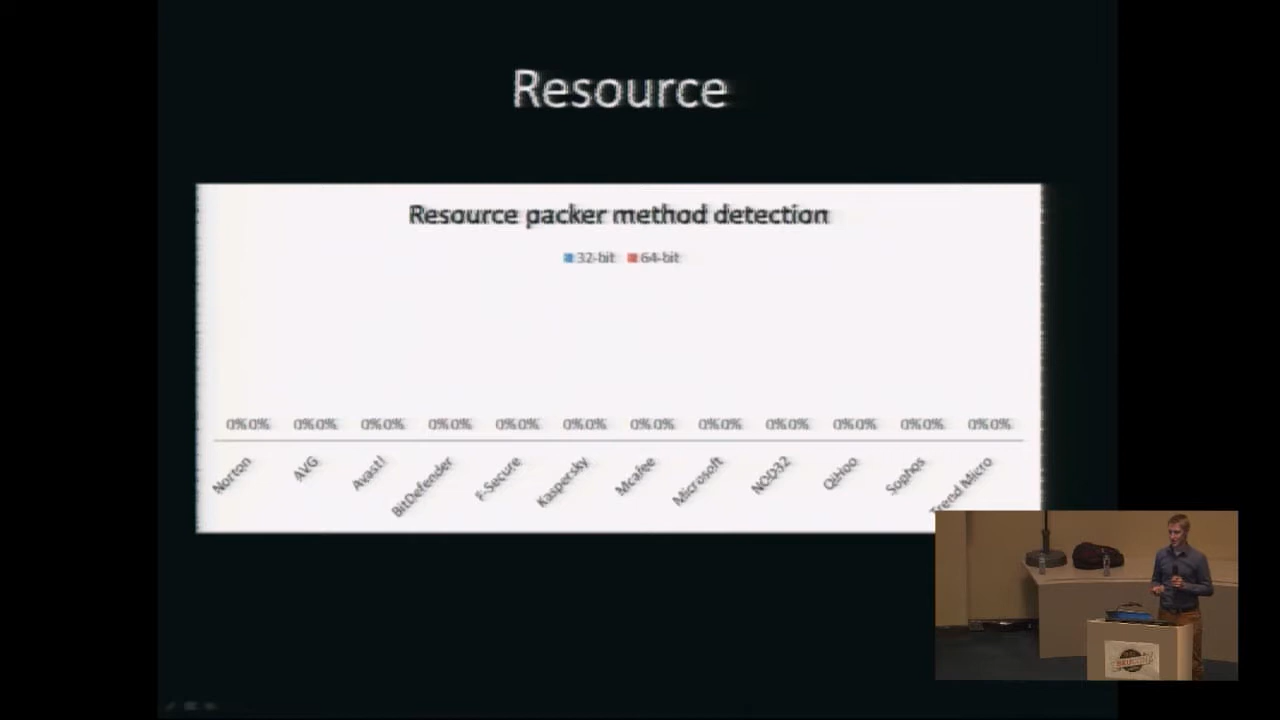 Resource
Resource packer method detection
32-bit 64-bit
0% 0% 0% 0% 0% 0% 0% 0% 0% 0% 0% 0% 0% 0% 0% 0% 0% 0% 0% 0% 0% 0% 0% 0%
Norton AVG Avast! BitDefender F-Secure Kaspersky Mcafee Microsoft NOD32 QiHoo Sophos Trend Micro